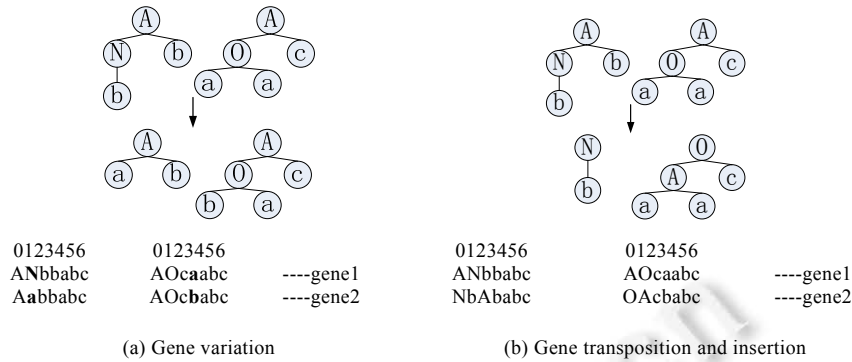 A A
N b O c
b a a
A A
a b O c
b a
0123456 0123456
ANbbabc AOcaabc ----gene1
Aabbabc AOcbabc ----gene2
(a) Gene variation
A A
N b O c
b a a
N O
b A c
a a
0123456 0123456
ANbbabc AOcaabc ----gene1
NbAbabc OAcbabc ----gene2
(b) Gene transposition and insertion